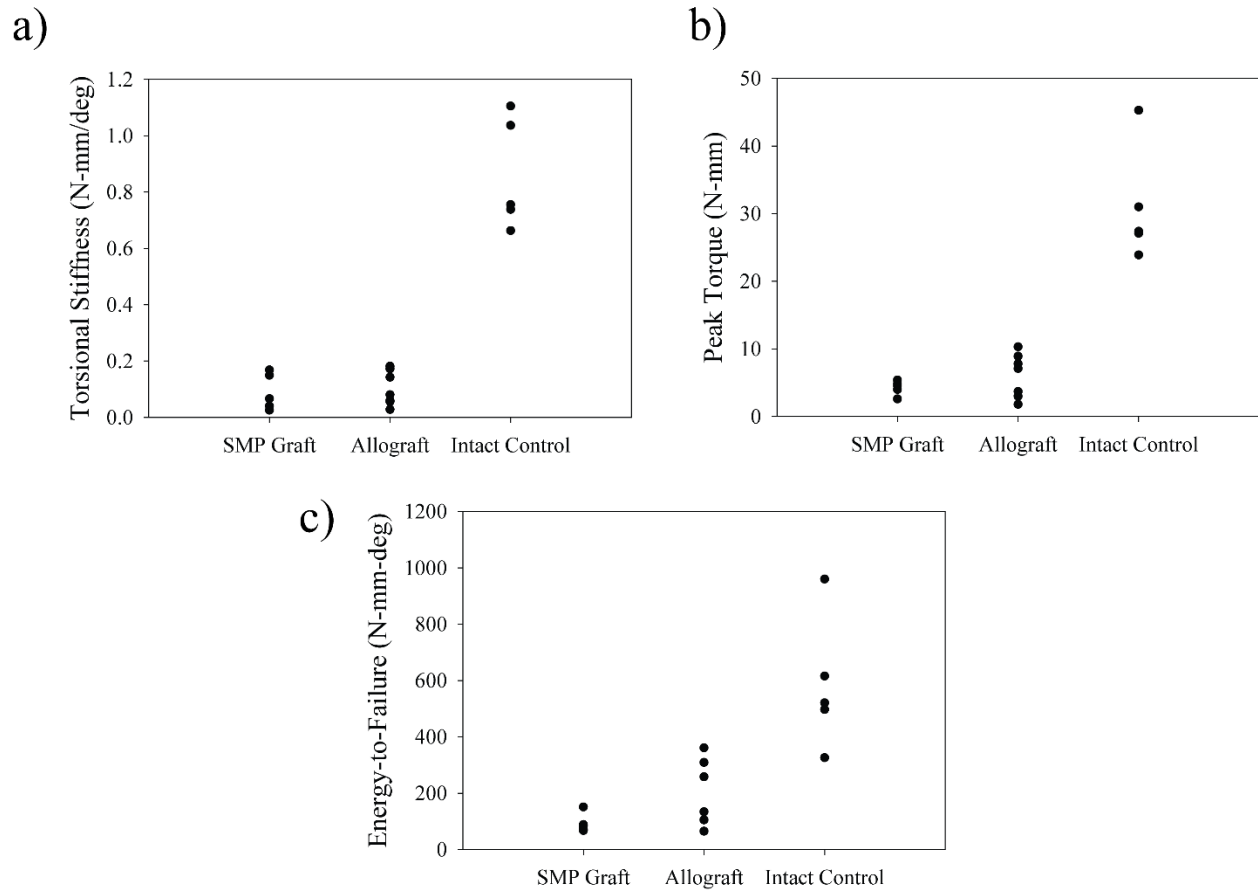 a)
Torsional Stiffness (N-mm/deg)
1.2
1.0
0.8
0.6
0.4
0.2
0.0
SMP Graft Allograft Intact Control
b)
Peak Torque (N-mm)
50
40
30
20
10
0
SMP Graft Allograft Intact Control
c)
Energy-to-Failure (N-mm-deg)
1200
1000
800
600
400
200
0
SMP Graft Allograft Intact Control